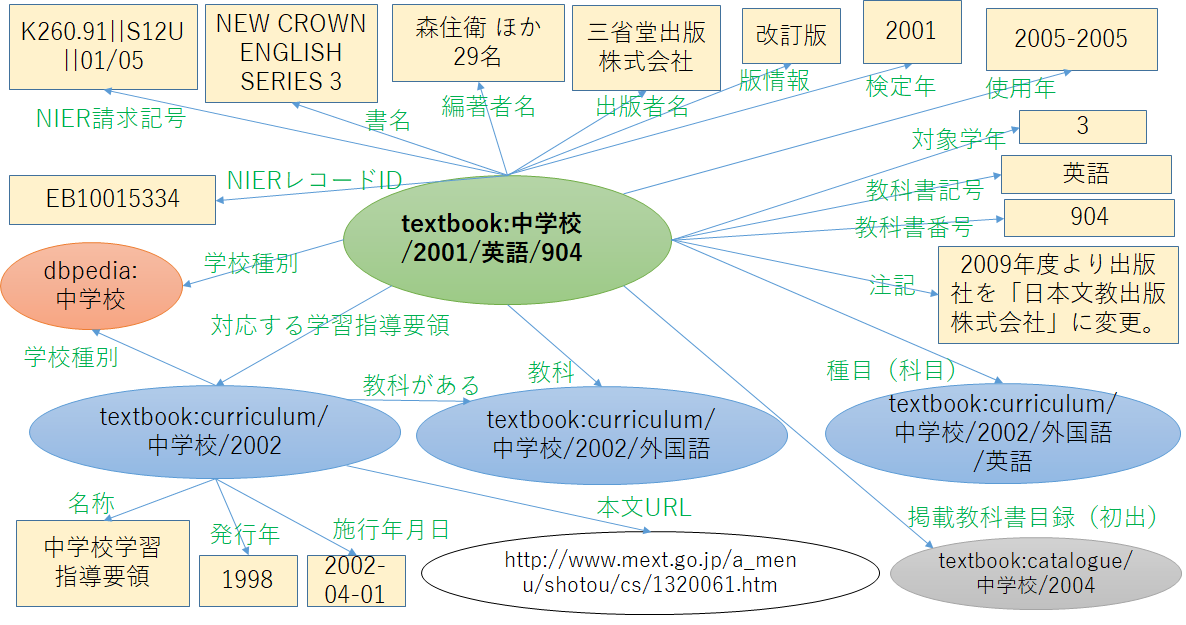 K260.91||S12U
||01/05
NEW CROWN
ENGLISH
SERIES 3
森住衛 ほか
29名
三省堂出版
株式会社
改訂版
2001
2005-2005
NIER請求記号
書名
編著者名
出版者名
版情報
検定年
使用年
対象学年
3
EB10015334
NIERレコードID
textbook:中学校
/2001/英語/904
教科書記号
英語
教科書番号
904
dbpedia:
中学校
学校種別
注記
2009年度より出版
社を「日本文教出版
株式会社」に変更。
学校種別
対応する学習指導要領
教科がある
教科
種目（科目）
textbook:curriculum/
中学校/2002
textbook:curriculum/
中学校/2002/外国語
textbook:curriculum/
中学校/2002/外国語
/英語
名称
発行年
施行年月日
本文URL
掲載教科書目録（初出）
中学校学習
指導要領
1998
2002-
04-01
http://www.mext.go.jp/a_men
u/shotou/cs/1320061.htm
textbook:catalogue/
中学校/2004